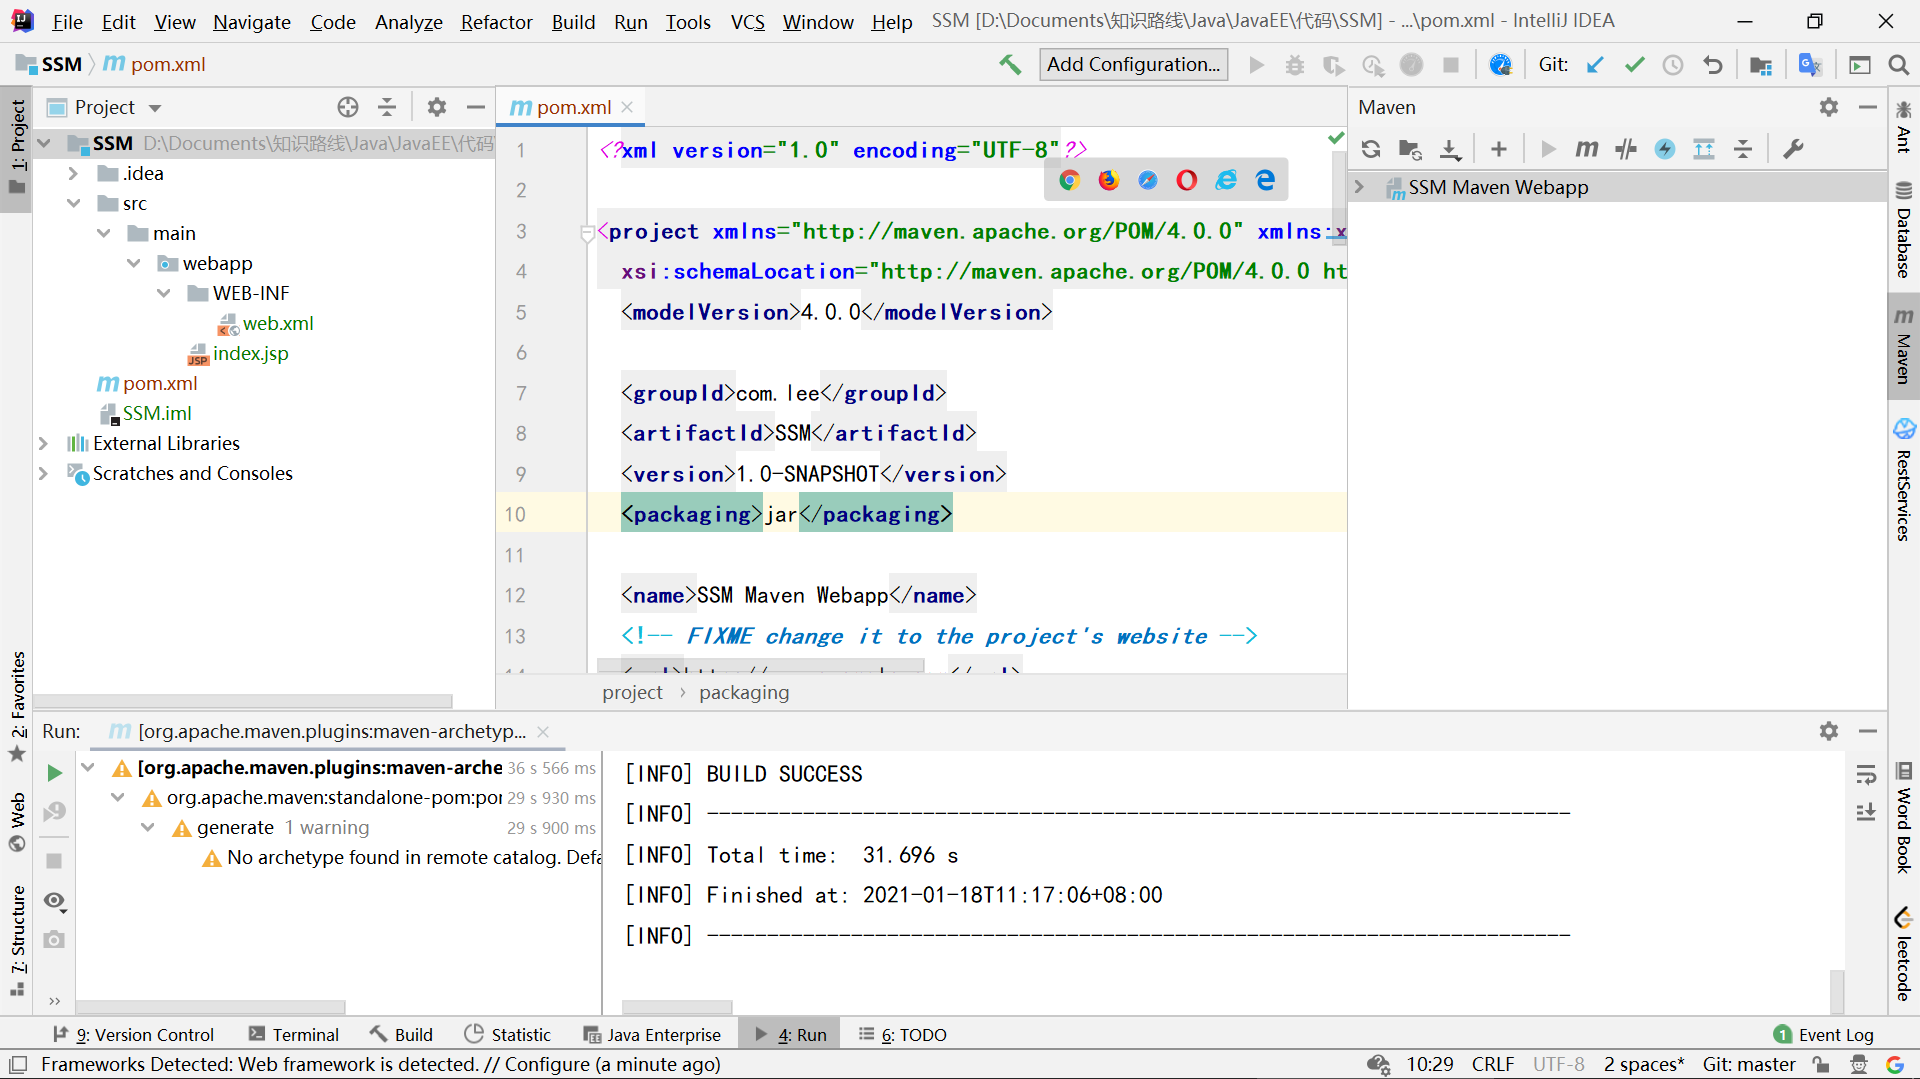 File Edit View Navigate Code Analyze Refactor Build Run Tools VCS Window Help SSM [D:\Documents\知识路线\Java\JavaEE\代码\SSM] - ...\pom.xml - IntelliJ IDEA
SSM pom.xml Add Configuration... Git:
1: Project
Project
SSM D:\Documents\知识路线\Java\JavaEE\代码
.idea
src
main
webapp
WEB-INF
web.xml
index.jsp
pom.xml
SSM.iml
External Libraries
Scratches and Consoles
pom.xml
1 <?xml version="1.0" encoding="UTF-8"?>
2
3 <project xmlns="http://maven.apache.org/POM/4.0.0" xmlns:x
4 xsi:schemaLocation="http://maven.apache.org/POM/4.0.0 ht
5 <modelVersion>4.0.0</modelVersion>
6
7 <groupId>com.lee</groupId>
8 <artifactId>SSM</artifactId>
9 <version>1.0-SNAPSHOT</version>
10 <packaging>jar</packaging>
11
12 <name>SSM Maven Webapp</name>
13 <!-- FIXME change it to the project's website -->
project › packaging
Maven
SSM Maven Webapp
Ant
Database
Maven
RestServices
Word Book
leetcode
2: Favorites
Web
7: Structure
Run: [org.apache.maven.plugins:maven-archetyp...
[org.apache.maven.plugins:maven-arche 36 s 566 ms
org.apache.maven:standalone-pom:por 29 s 930 ms
generate 1 warning 29 s 900 ms
No archetype found in remote catalog. Defa
[INFO] BUILD SUCCESS
[INFO] ------------------------------------------------------------------------
[INFO] Total time:  31.696 s
[INFO] Finished at: 2021-01-18T11:17:06+08:00
[INFO] ------------------------------------------------------------------------
9: Version Control Terminal Build Statistic Java Enterprise 4: Run 6: TODO 1 Event Log
Frameworks Detected: Web framework is detected. // Configure (a minute ago) 10:29 CRLF UTF-8 2 spaces* Git: master